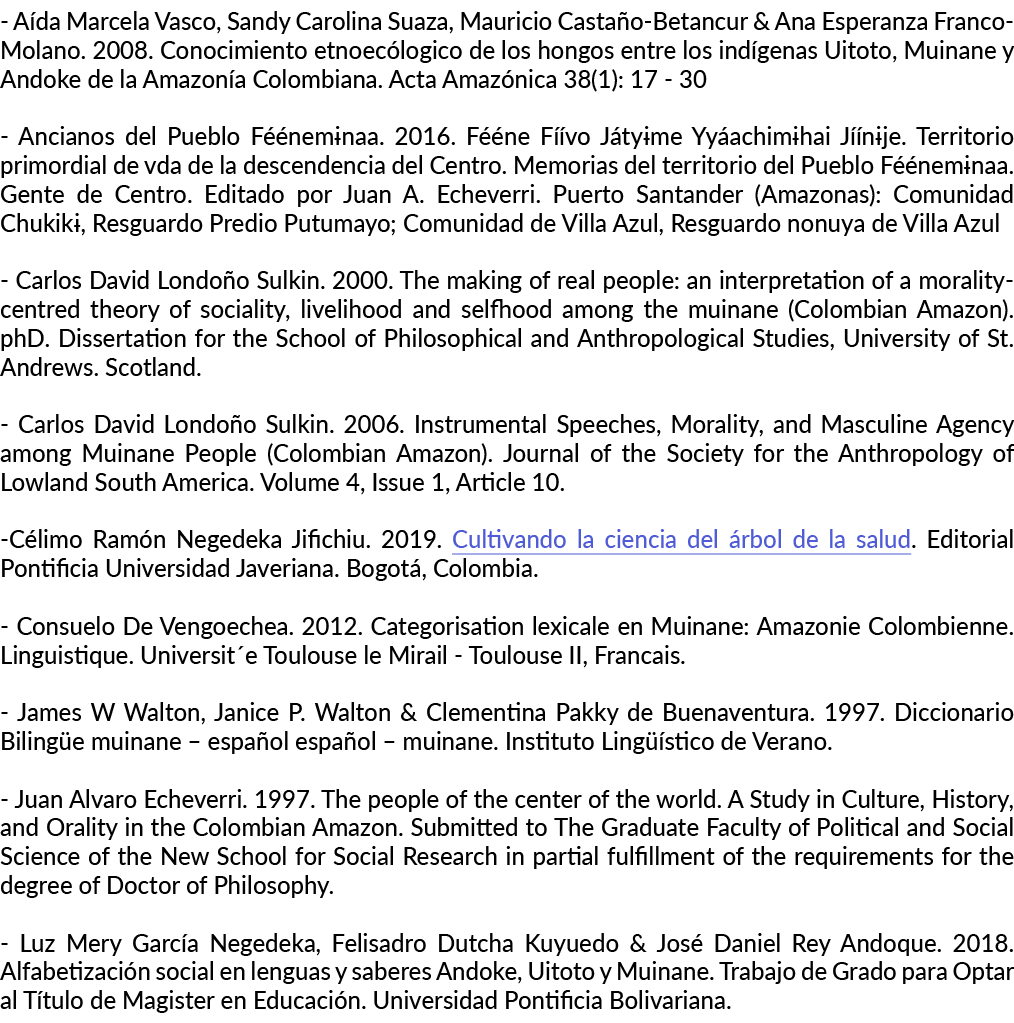 - Aída Marcela Vasco, Sandy Carolina Suaza, Mauricio Castaño-Betancur & Ana Esperanza Franco-
Molano. 2008. Conocimiento etnoecólogico de los hongos entre los indígenas Uitoto, Muinane y
Andoke de la Amazonía Colombiana. Acta Amazónica 38(1): 17 - 30
- Ancianos del Pueblo Féénemɨnaa. 2016. Fééne Fíívo Játyɨme Yyáachimɨhai Jíínɨje. Territorio
primordial de vda de la descendencia del Centro. Memorias del territorio del Pueblo Féénemɨnaa.
Gente de Centro. Editado por Juan A. Echeverri. Puerto Santander (Amazonas): Comunidad
Chukikɨ, Resguardo Predio Putumayo; Comunidad de Villa Azul, Resguardo nonuya de Villa Azul
- Carlos David Londoño Sulkin. 2000. The making of real people: an interpretation of a morality-
centred theory of sociality, livelihood and selfhood among the muinane (Colombian Amazon).
phD. Dissertation for the School of Philosophical and Anthropological Studies, University of St.
Andrews. Scotland.
- Carlos David Londoño Sulkin. 2006. Instrumental Speeches, Morality, and Masculine Agency
among Muinane People (Colombian Amazon). Journal of the Society for the Anthropology of
Lowland South America. Volume 4, Issue 1, Article 10.
-Célimo Ramón Negedeka Jifichiu. 2019. Cultivando la ciencia del árbol de la salud. Editorial
Pontificia Universidad Javeriana. Bogotá, Colombia.
- Consuelo De Vengoechea. 2012. Categorisation lexicale en Muinane: Amazonie Colombienne.
Linguistique. Universit´e Toulouse le Mirail - Toulouse II, Francais.
- James W Walton, Janice P. Walton & Clementina Pakky de Buenaventura. 1997. Diccionario
Bilingüe muinane – español español – muinane. Instituto Lingüístico de Verano.
- Juan Alvaro Echeverri. 1997. The people of the center of the world. A Study in Culture, History,
and Orality in the Colombian Amazon. Submitted to The Graduate Faculty of Political and Social
Science of the New School for Social Research in partial fulfillment of the requirements for the
degree of Doctor of Philosophy.
- Luz Mery García Negedeka, Felisadro Dutcha Kuyuedo & José Daniel Rey Andoque. 2018.
Alfabetización social en lenguas y saberes Andoke, Uitoto y Muinane. Trabajo de Grado para Optar
al Título de Magister en Educación. Universidad Pontificia Bolivariana.